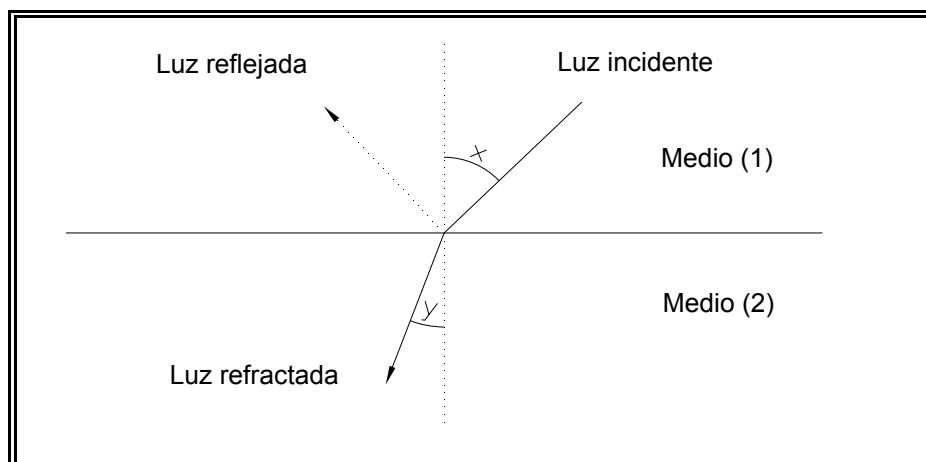 Luz reflejada
Luz incidente
x
Medio (1)
y
Medio (2)
Luz refractada